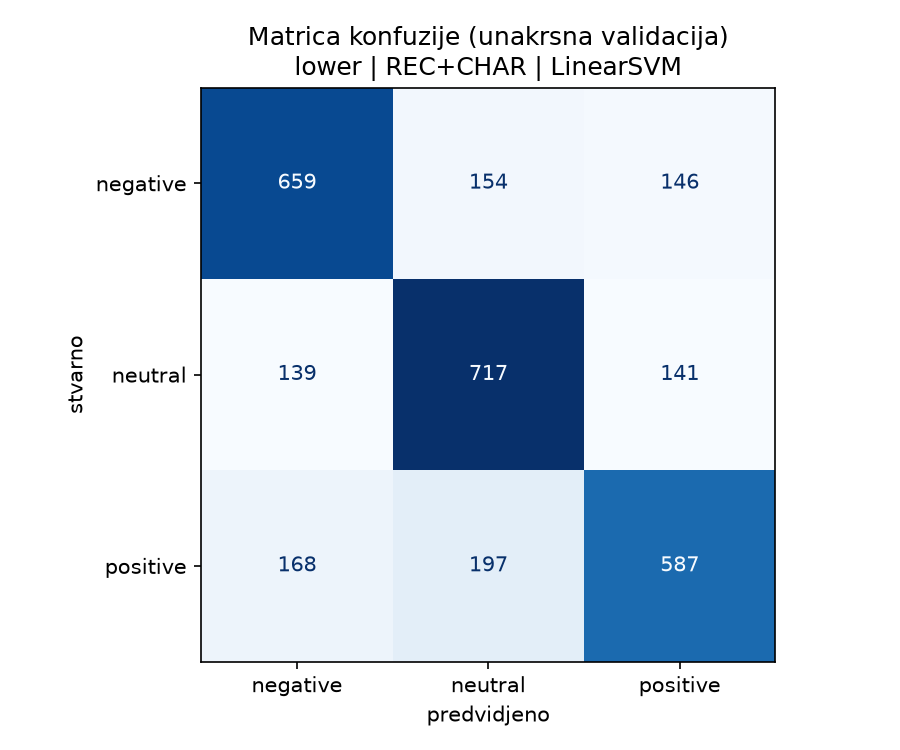 Matrica konfuzije (unakrsna validacija)
lower | REC+CHAR | LinearSVM
negative
659
154
146
neutral
139
717
141
positive
168
197
587
stvarno
negative
neutral
positive
predvidjeno